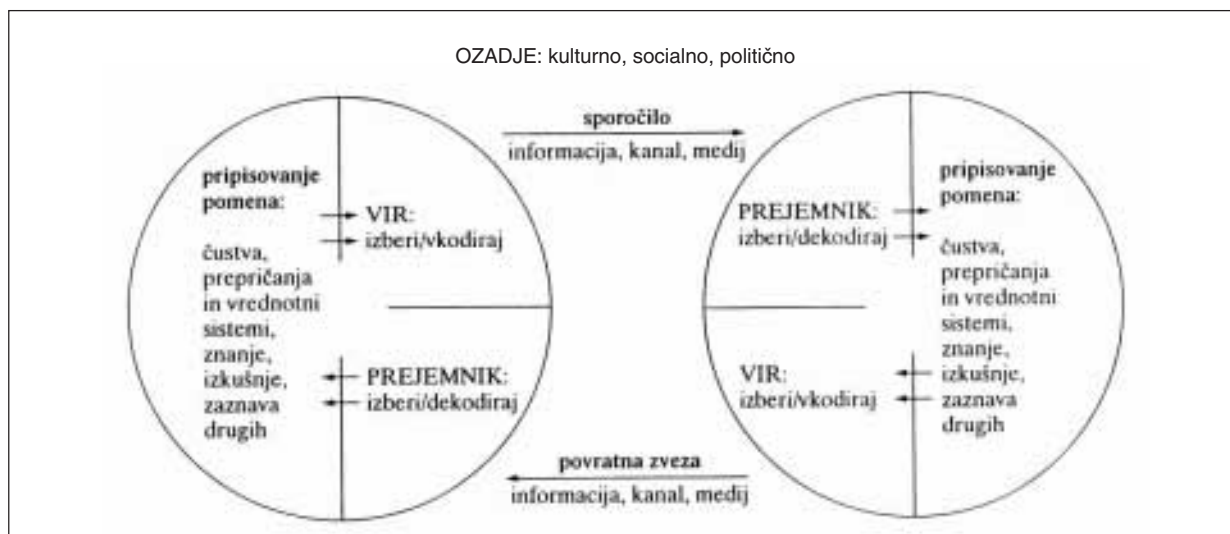 OZADJE: kulturno, socialno, politično
sporočilo
informacija, kanal, medij
pripisovanje
pomena:
čustva,
prepričanja
in vrednotni
sistemi,
znanje,
izkušnje,
zaznava
drugih
VIR:
izberi/vkodiraj
PREJEMNIK:
izberi/dekodiraj
PREJEMNIK:
izberi/dekodiraj
VIR:
izberi/vkodiraj
pripisovanje
pomena:
čustva,
prepričanja
in vrednotni
sistemi,
znanje,
izkušnje,
zaznava
drugih
povratna zveza
informacija, kanal, medij